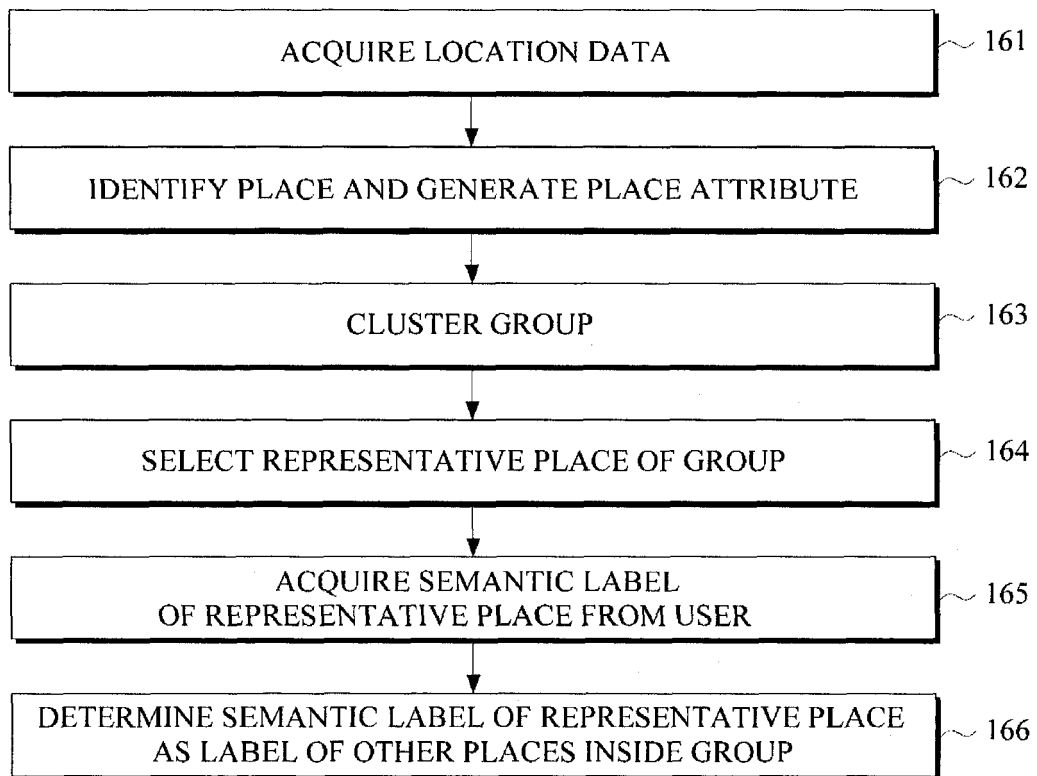 ACQUIRE LOCATION DATA
161
IDENTIFY PLACE AND GENERATE PLACE ATTRIBUTE
162
CLUSTER GROUP
163
SELECT REPRESENTATIVE PLACE OF GROUP
164
ACQUIRE SEMANTIC LABEL
OF REPRESENTATIVE PLACE FROM USER
165
DETERMINE SEMANTIC LABEL OF REPRESENTATIVE PLACE
AS LABEL OF OTHER PLACES INSIDE GROUP
166